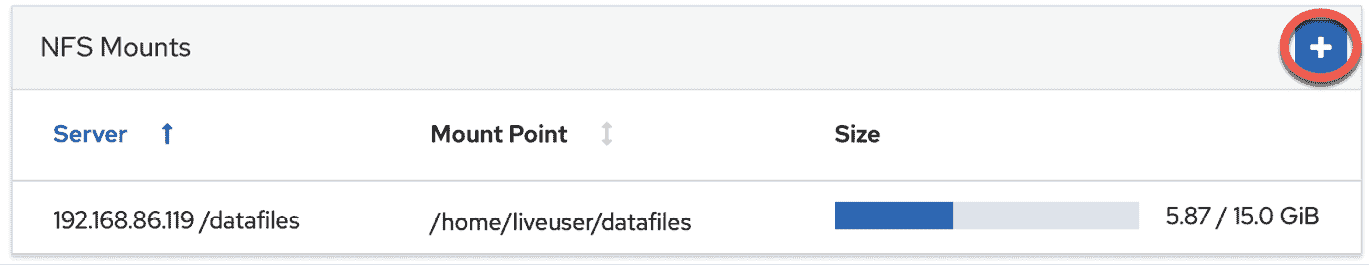 NFS Mounts +
Server ↑ Mount Point ↕ Size
192.168.86.119 /datafiles /home/liveuser/datafiles 5.87 / 15.0 GiB